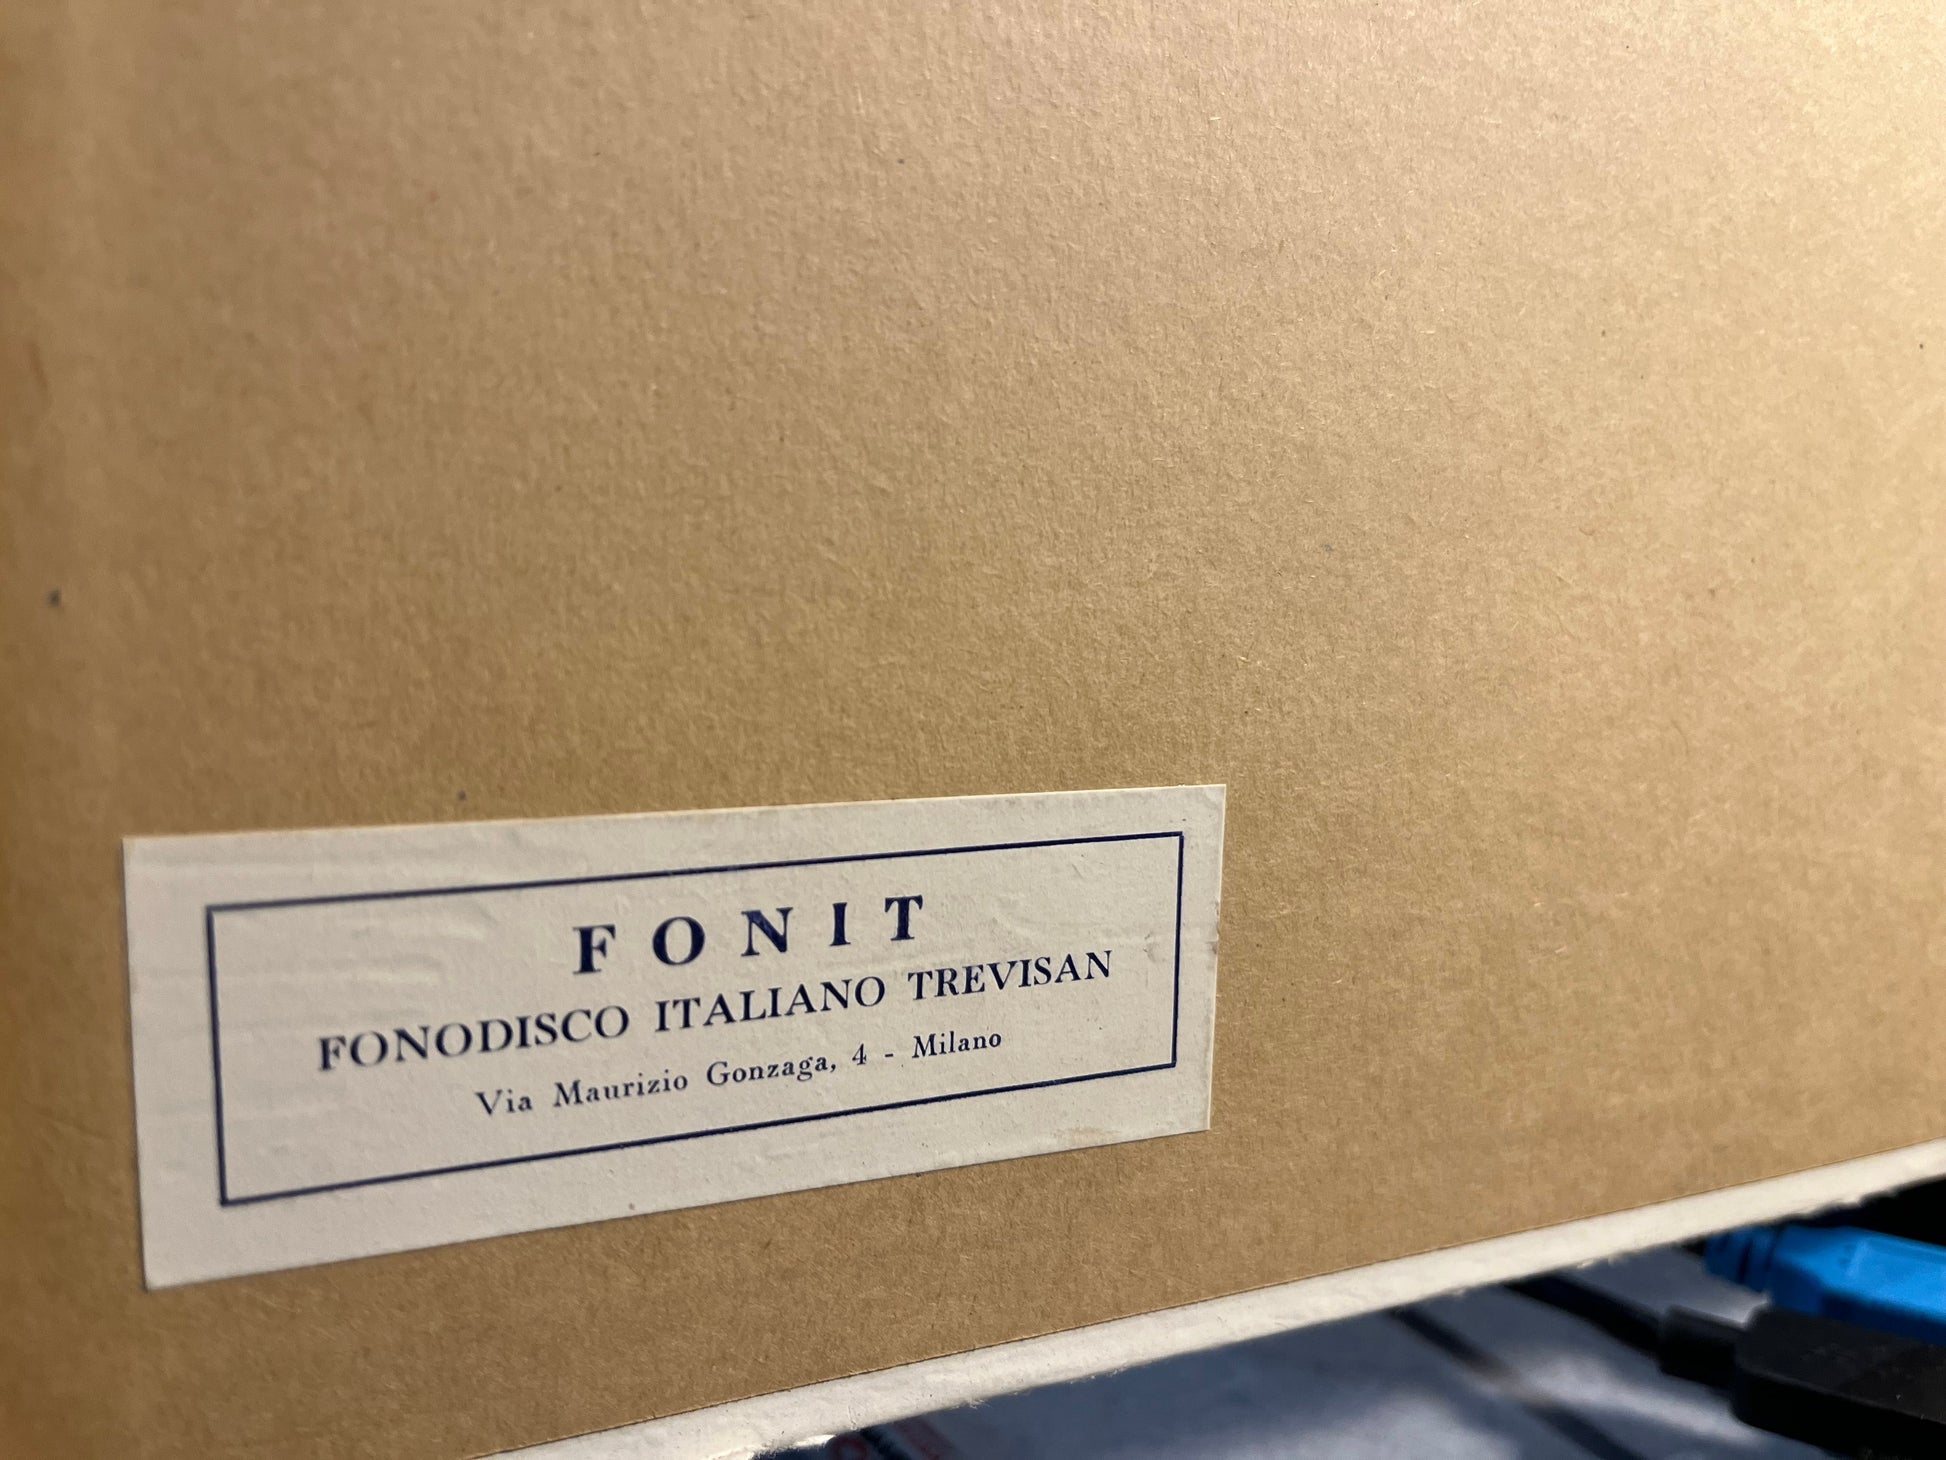 FONIT
FONODISCO ITALIANO TREVISAN
Via Maurizio Gonzaga, 4 - Milano